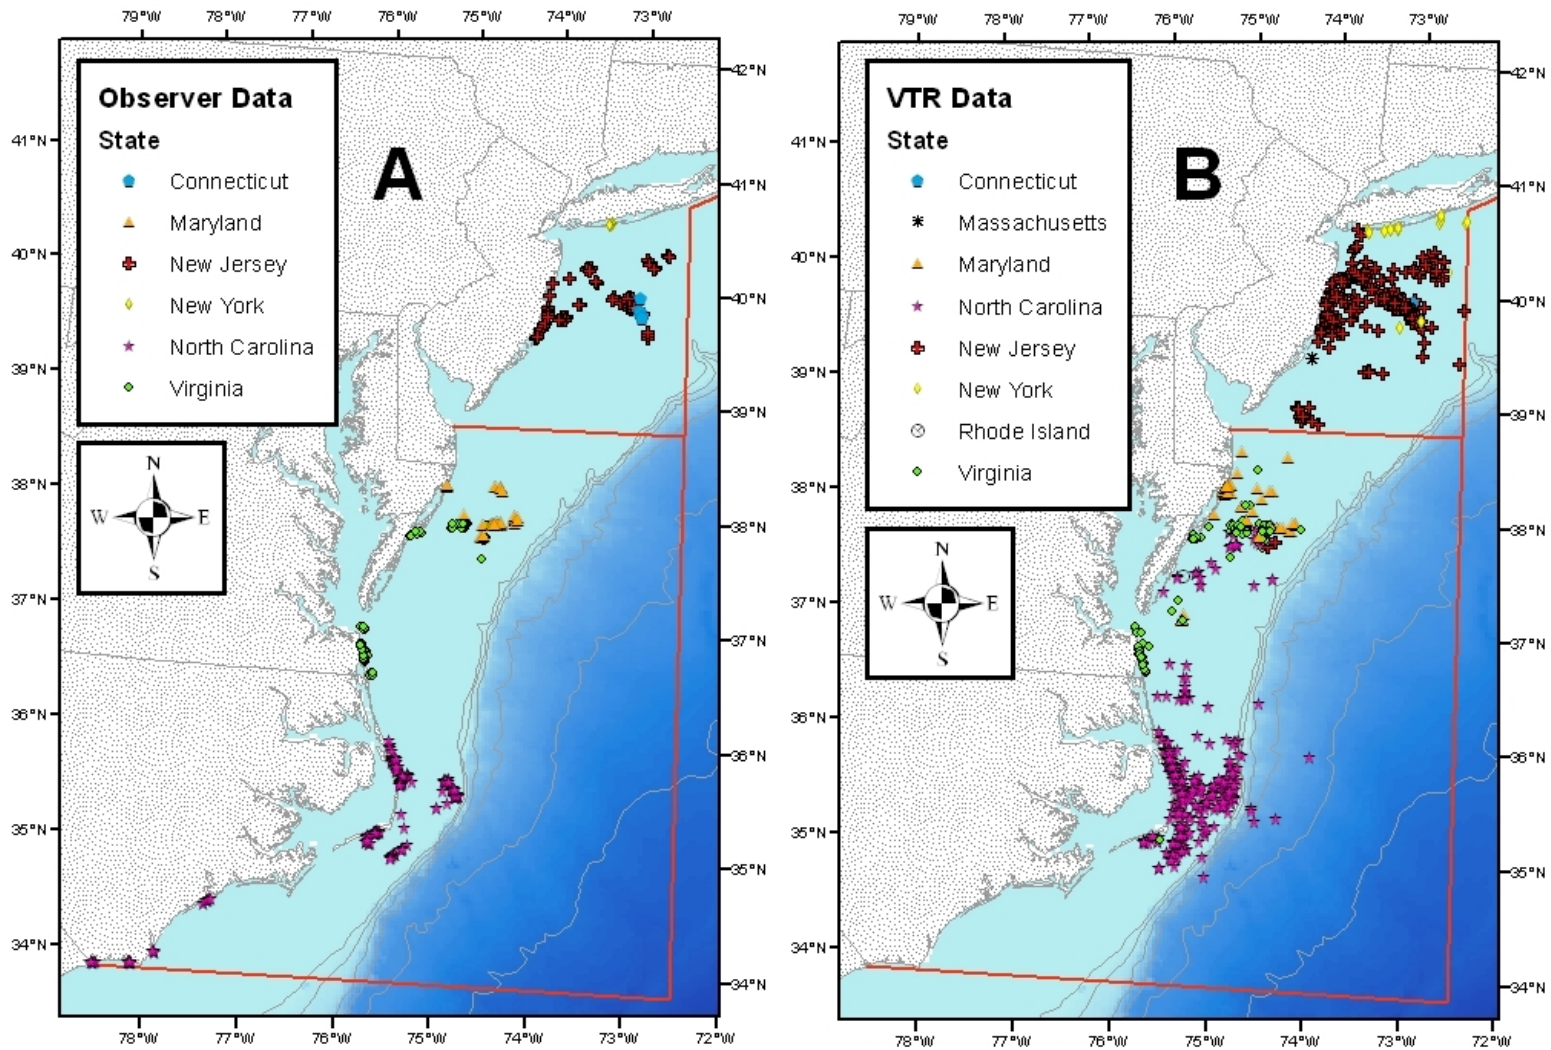 79°W 78°W 77°W 76°W 75°W 74°W 73°W
79°W 78°W 77°W 76°W 75°W 74°W 73°W
Observer Data
State
Connecticut
Maryland
New Jersey
New York
North Carolina
Virginia
A
N
W E
S
41°N
40°N
39°N
38°N
37°N
36°N
35°N
34°N
42°N
41°N
40°N
39°N
38°N
37°N
36°N
35°N
34°N
78°W 77°W 76°W 75°W 74°W 73°W 72°W
VTR Data
State
Connecticut
Massachusetts
Maryland
North Carolina
New Jersey
New York
Rhode Island
Virginia
B
N
W E
S
41°N
40°N
39°N
38°N
37°N
36°N
35°N
34°N
42°N
41°N
40°N
39°N
38°N
37°N
36°N
35°N
34°N
78°W 77°W 76°W 75°W 74°W 73°W 72°W